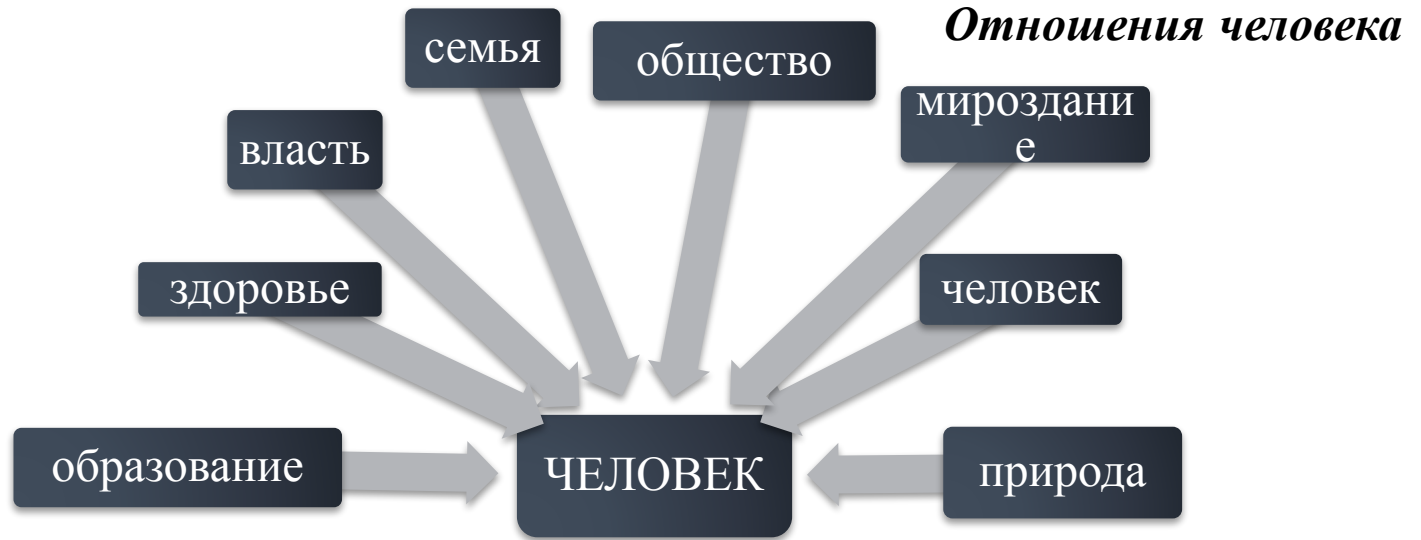 Отношения человека
семья
общество
мироздани
е
власть
здоровье
человек
образование
ЧЕЛОВЕК
природа